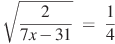 √(2/(7x − 31)) = 1/4